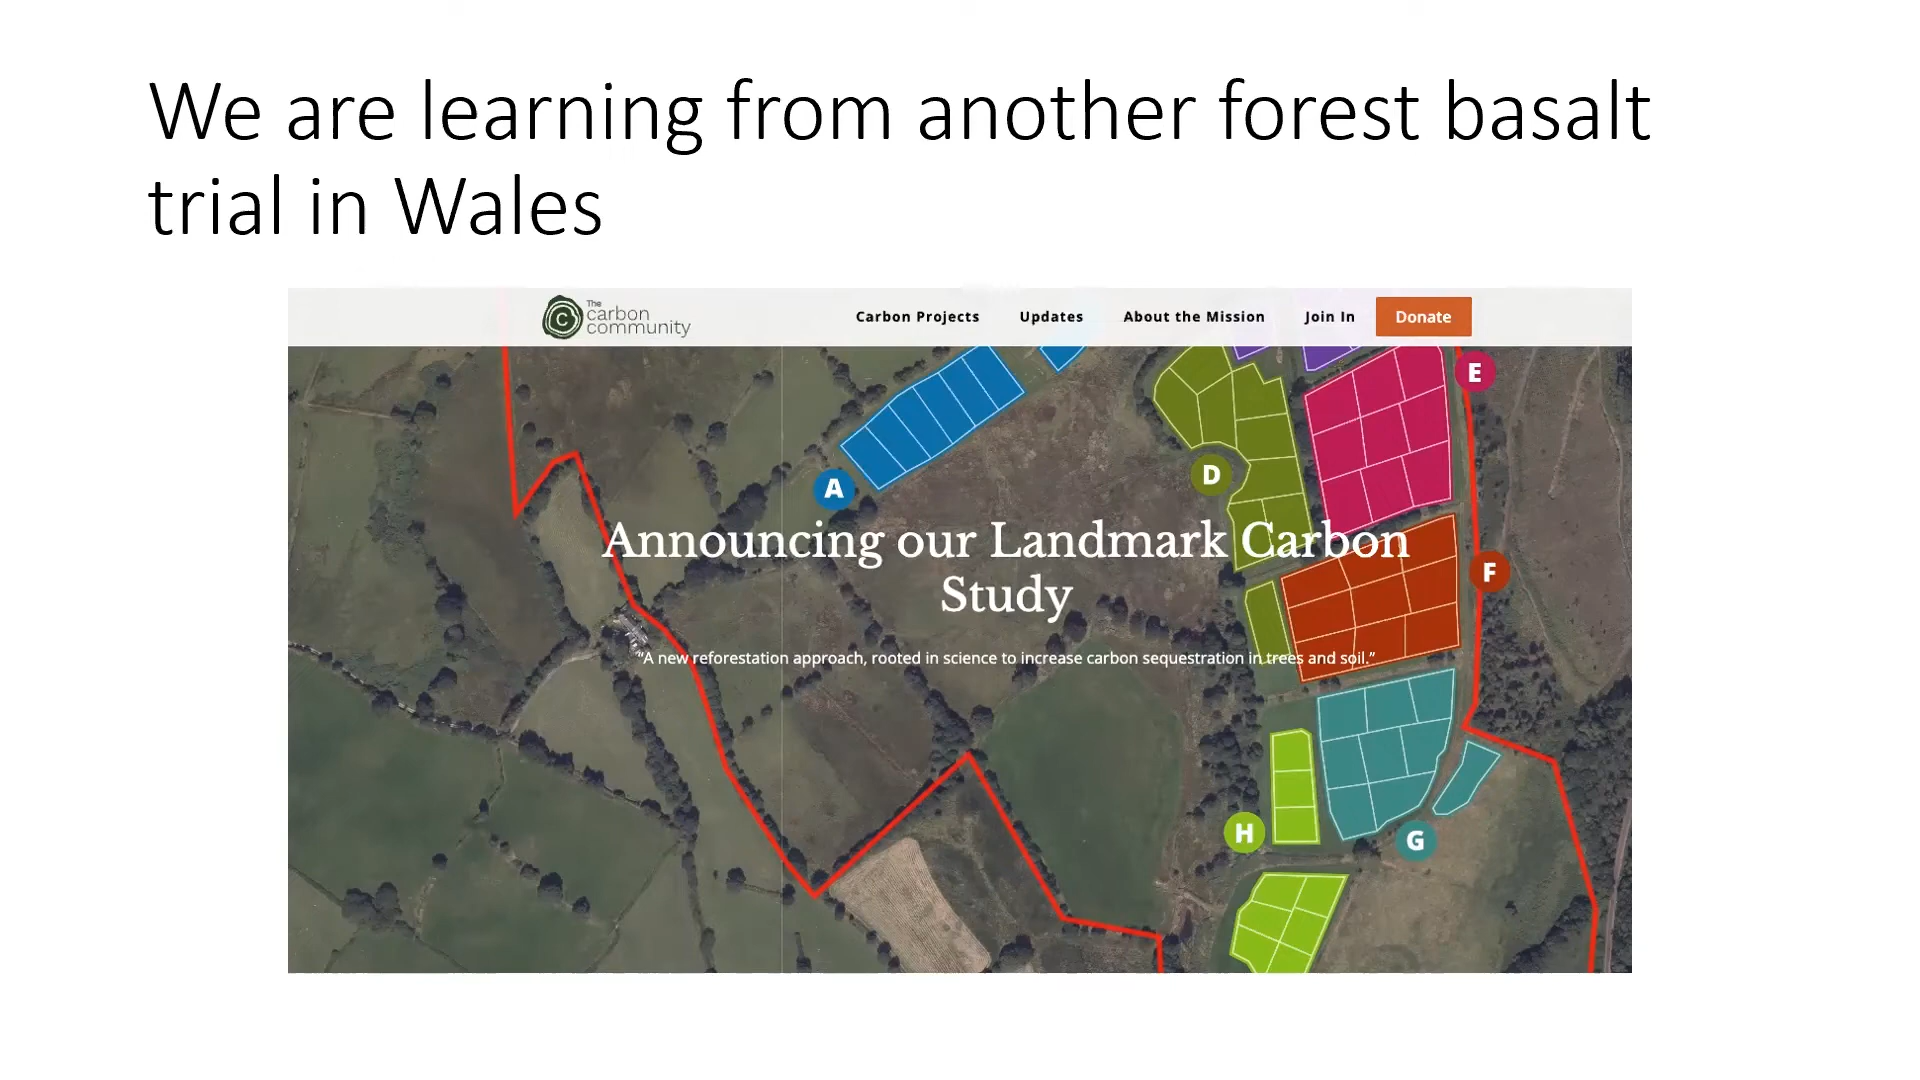 We are learning from another forest basalt
trial in Wales
The
carbon
community
C
Carbon Projects
Updates
About the Mission
Join In
Donate
E
A
D
Announcing our Landmark Carbon
Study
F
“A new reforestation approach, rooted in science to increase carbon sequestration in trees and soil.”
H
G